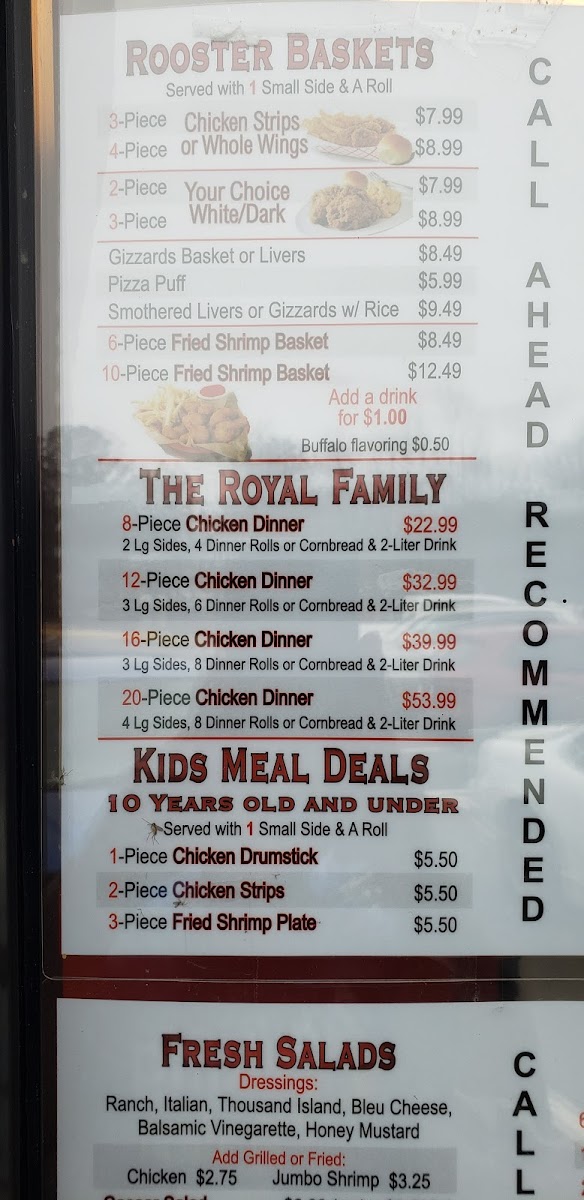 ROOSTER BASKETS
Served with 1 Small Side & A Roll
3-Piece Chicken Strips $7.99
4-Piece or Whole Wings $8.99
2-Piece Your Choice $7.99
3-Piece White/Dark $8.99
Gizzards Basket or Livers $8.49
Pizza Puff $5.99
Smothered Livers or Gizzards w/ Rice $9.49
6-Piece Fried Shrimp Basket $8.49
10-Piece Fried Shrimp Basket $12.49
Add a drink
for $1.00
Buffalo flavoring $0.50
THE ROYAL FAMILY
8-Piece Chicken Dinner $22.99
2 Lg Sides, 4 Dinner Rolls or Cornbread & 2-Liter Drink
12-Piece Chicken Dinner $32.99
3 Lg Sides, 6 Dinner Rolls or Cornbread & 2-Liter Drink
16-Piece Chicken Dinner $39.99
3 Lg Sides, 8 Dinner Rolls or Cornbread & 2-Liter Drink
20-Piece Chicken Dinner $53.99
4 Lg Sides, 8 Dinner Rolls or Cornbread & 2-Liter Drink
KIDS MEAL DEALS
10 YEARS OLD AND UNDER
Served with 1 Small Side & A Roll
1-Piece Chicken Drumstick $5.50
2-Piece Chicken Strips $5.50
3-Piece Fried Shrimp Plate $5.50
CALL AHEAD RECOMMENDED
FRESH SALADS
Dressings:
Ranch, Italian, Thousand Island, Bleu Cheese,
Balsamic Vinegarette, Honey Mustard
Add Grilled or Fried:
Chicken $2.75 Jumbo Shrimp $3.25
CALL